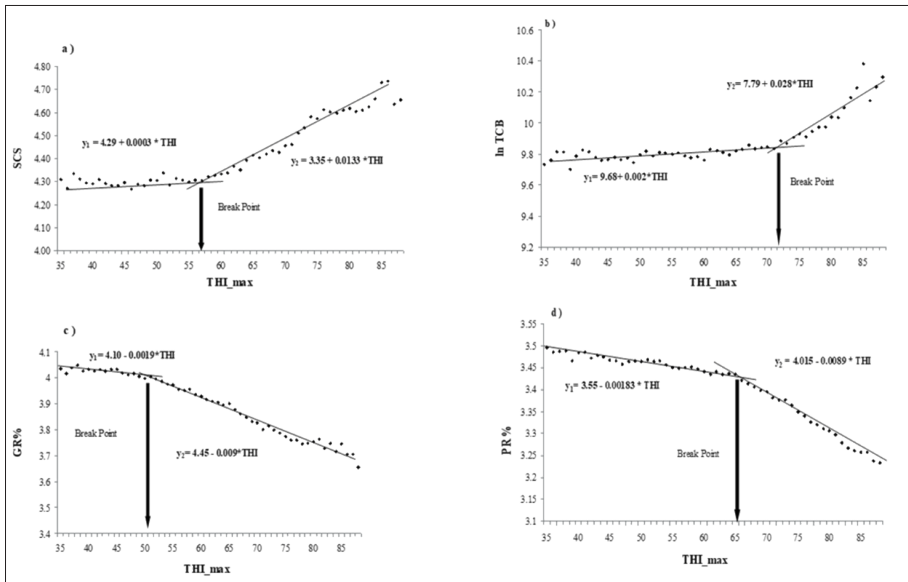 a )
4.80
4.70
4.60
4.50
4.40
4.30
4.20
4.10
4.00
SCS
y₁ = 4.29 + 0.0003 * THI
y₂ = 3.35 + 0.0133 * THI
Break Point
35 40 45 50 55 60 65 70 75 80 85
THI_max
b )
10.6
10.4
10.2
10.0
9.8
9.6
9.4
9.2
ln TCB
y₂= 7.79 + 0.028*THI
y₁= 9.68+ 0.002*THI
Break Point
35 40 45 50 55 60 65 70 75 80 85
THI_max
c )
4.1
4
3.9
3.8
3.7
3.6
3.5
3.4
GR%
y₁= 4.10 - 0.0019*THI
Break Point
y₂= 4.45 - 0.009*THI
35 40 45 50 55 60 65 70 75 80 85
THI_max
d )
3.55
3.5
3.45
3.4
3.35
3.3
3.25
3.2
3.15
3.1
PR %
y₂ = 4.015 - 0.0089 * THI
y₁= 3.55 - 0.00183 * THI
Break Point
35 40 45 50 55 60 65 70 75 80 85
THI_max